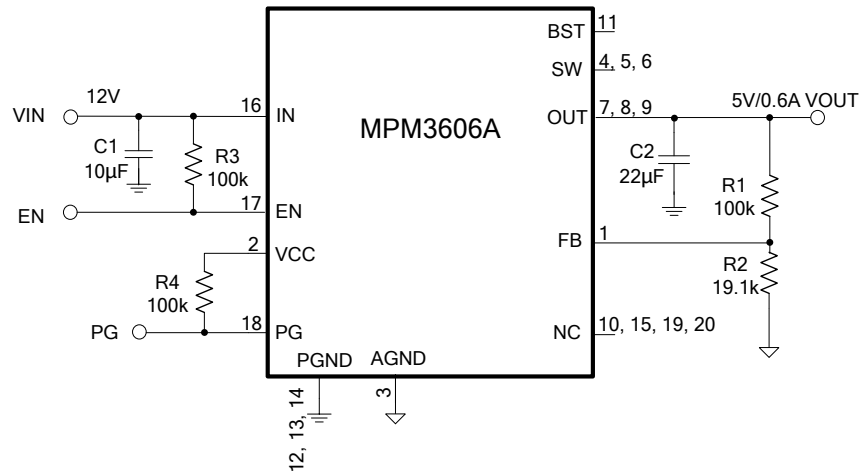 BST
11
SW
4, 5, 6
VIN
12V
16
IN
MPM3606A
OUT
7, 8, 9
5V/0.6A VOUT
C1
10µF
R3
100k
C2
22µF
R1
100k
EN
17
EN
2
VCC
FB
1
R4
100k
R2
19.1k
PG
18
PG
NC
10, 15, 19, 20
PGND
AGND
12, 13, 14
3